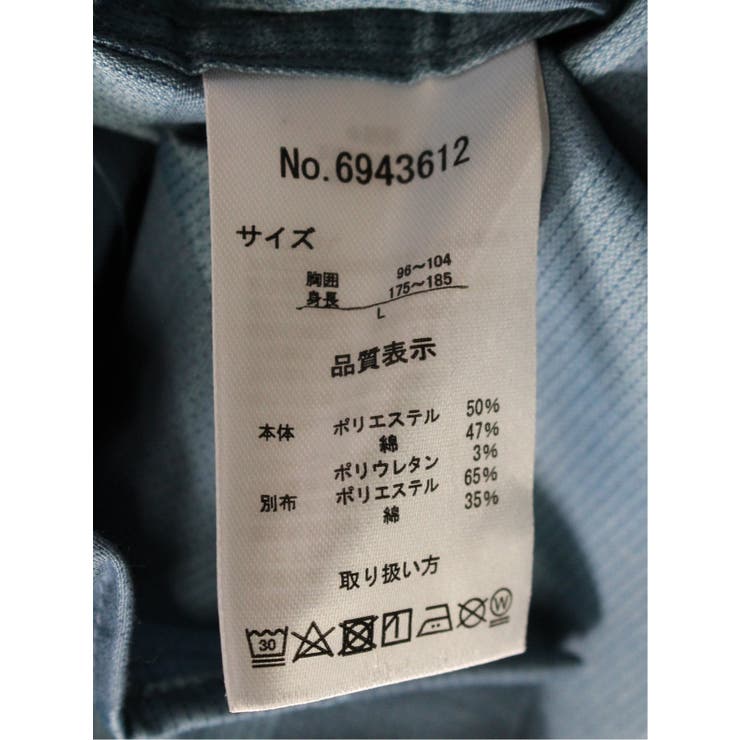 No.6943612
サイズ
胸囲 96～104
身長 175～185
L
品質表示
本体 ポリエステル 50%
綿 47%
ポリウレタン 3%
別布 ポリエステル 65%
綿 35%
取り扱い方
30 W